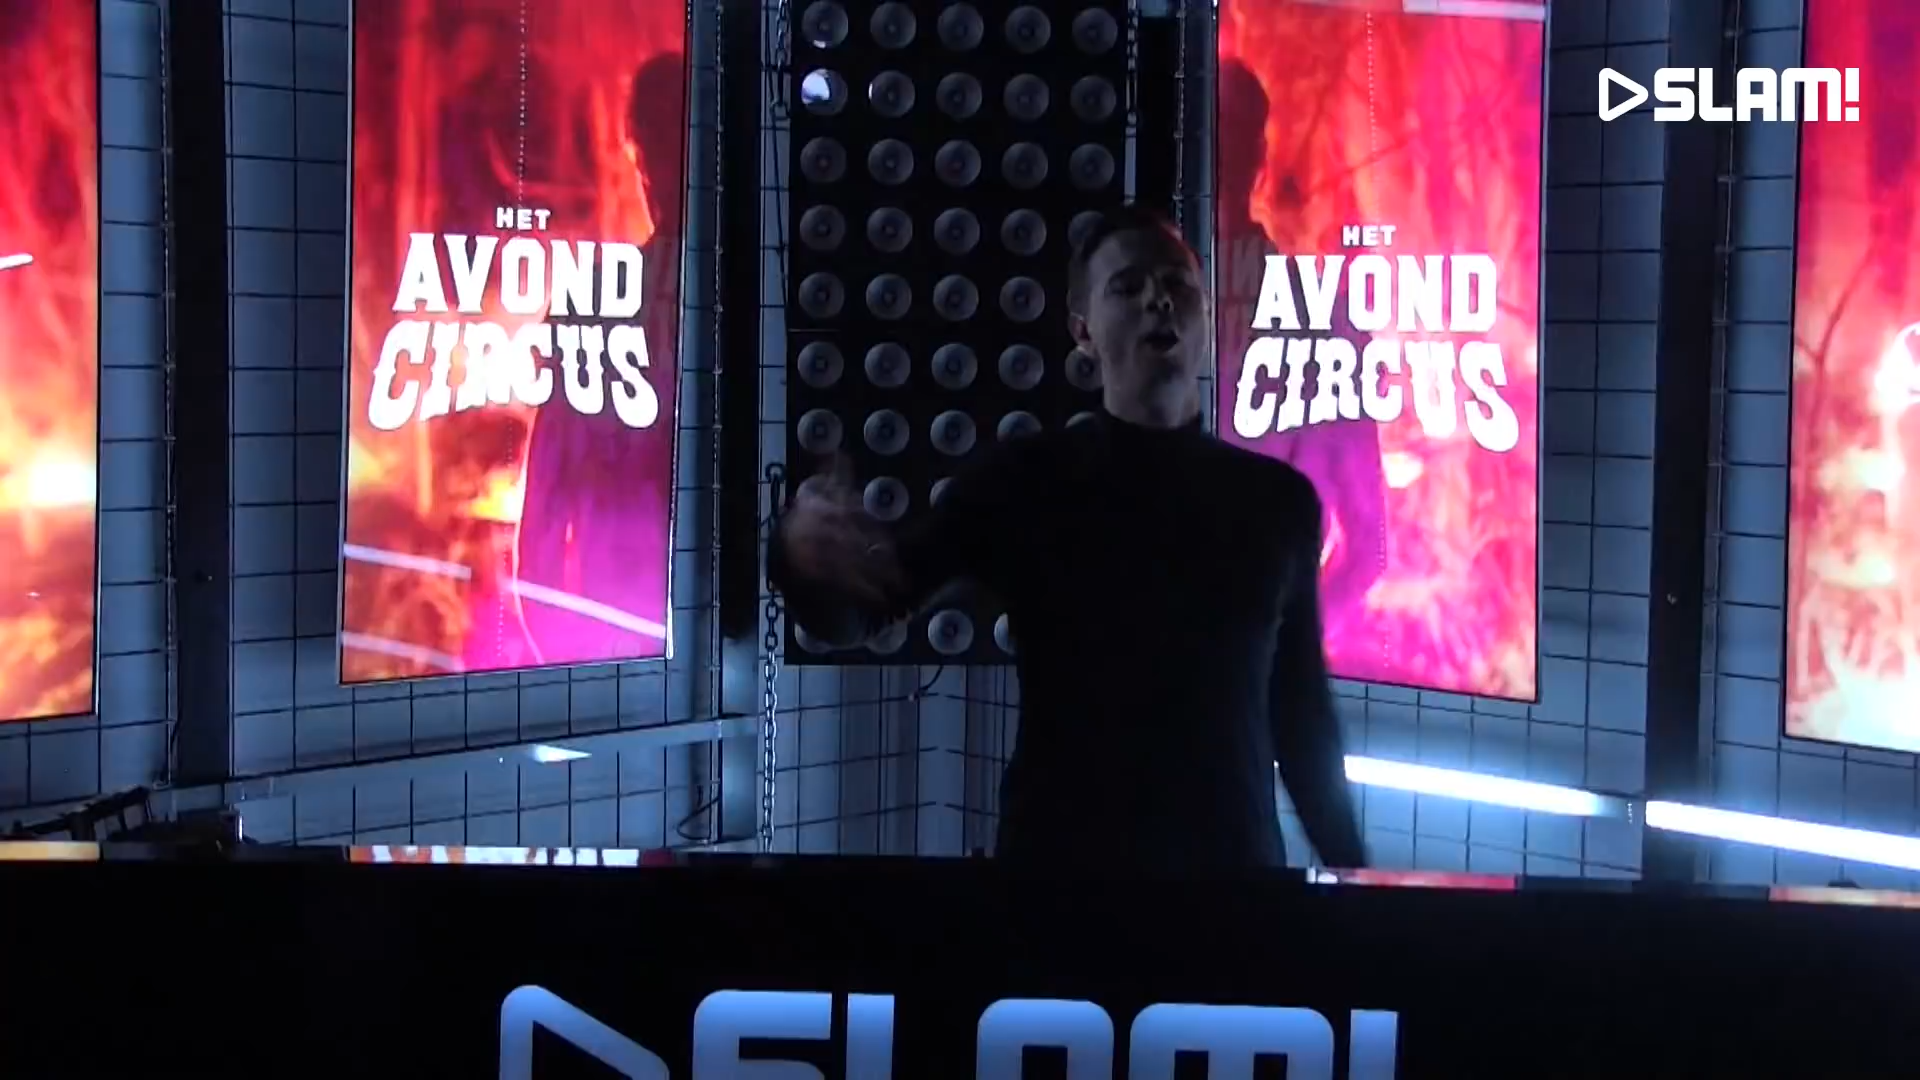 SLAM!
HET
AVOND
CIRCUS
HET
AVOND
CIRCUS
SLAM!